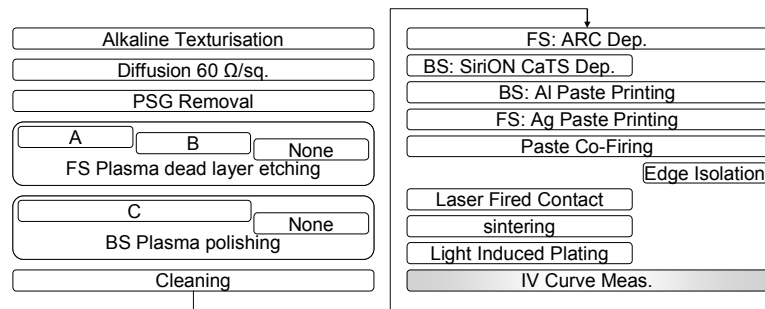 Alkaline Texturisation
Diffusion 60 Ω/sq.
PSG Removal
A
B
None
FS Plasma dead layer etching
C
None
BS Plasma polishing
Cleaning
FS: ARC Dep.
BS: SiriON CaTS Dep.
BS: Al Paste Printing
FS: Ag Paste Printing
Paste Co-Firing
Edge Isolation
Laser Fired Contact
sintering
Light Induced Plating
IV Curve Meas.